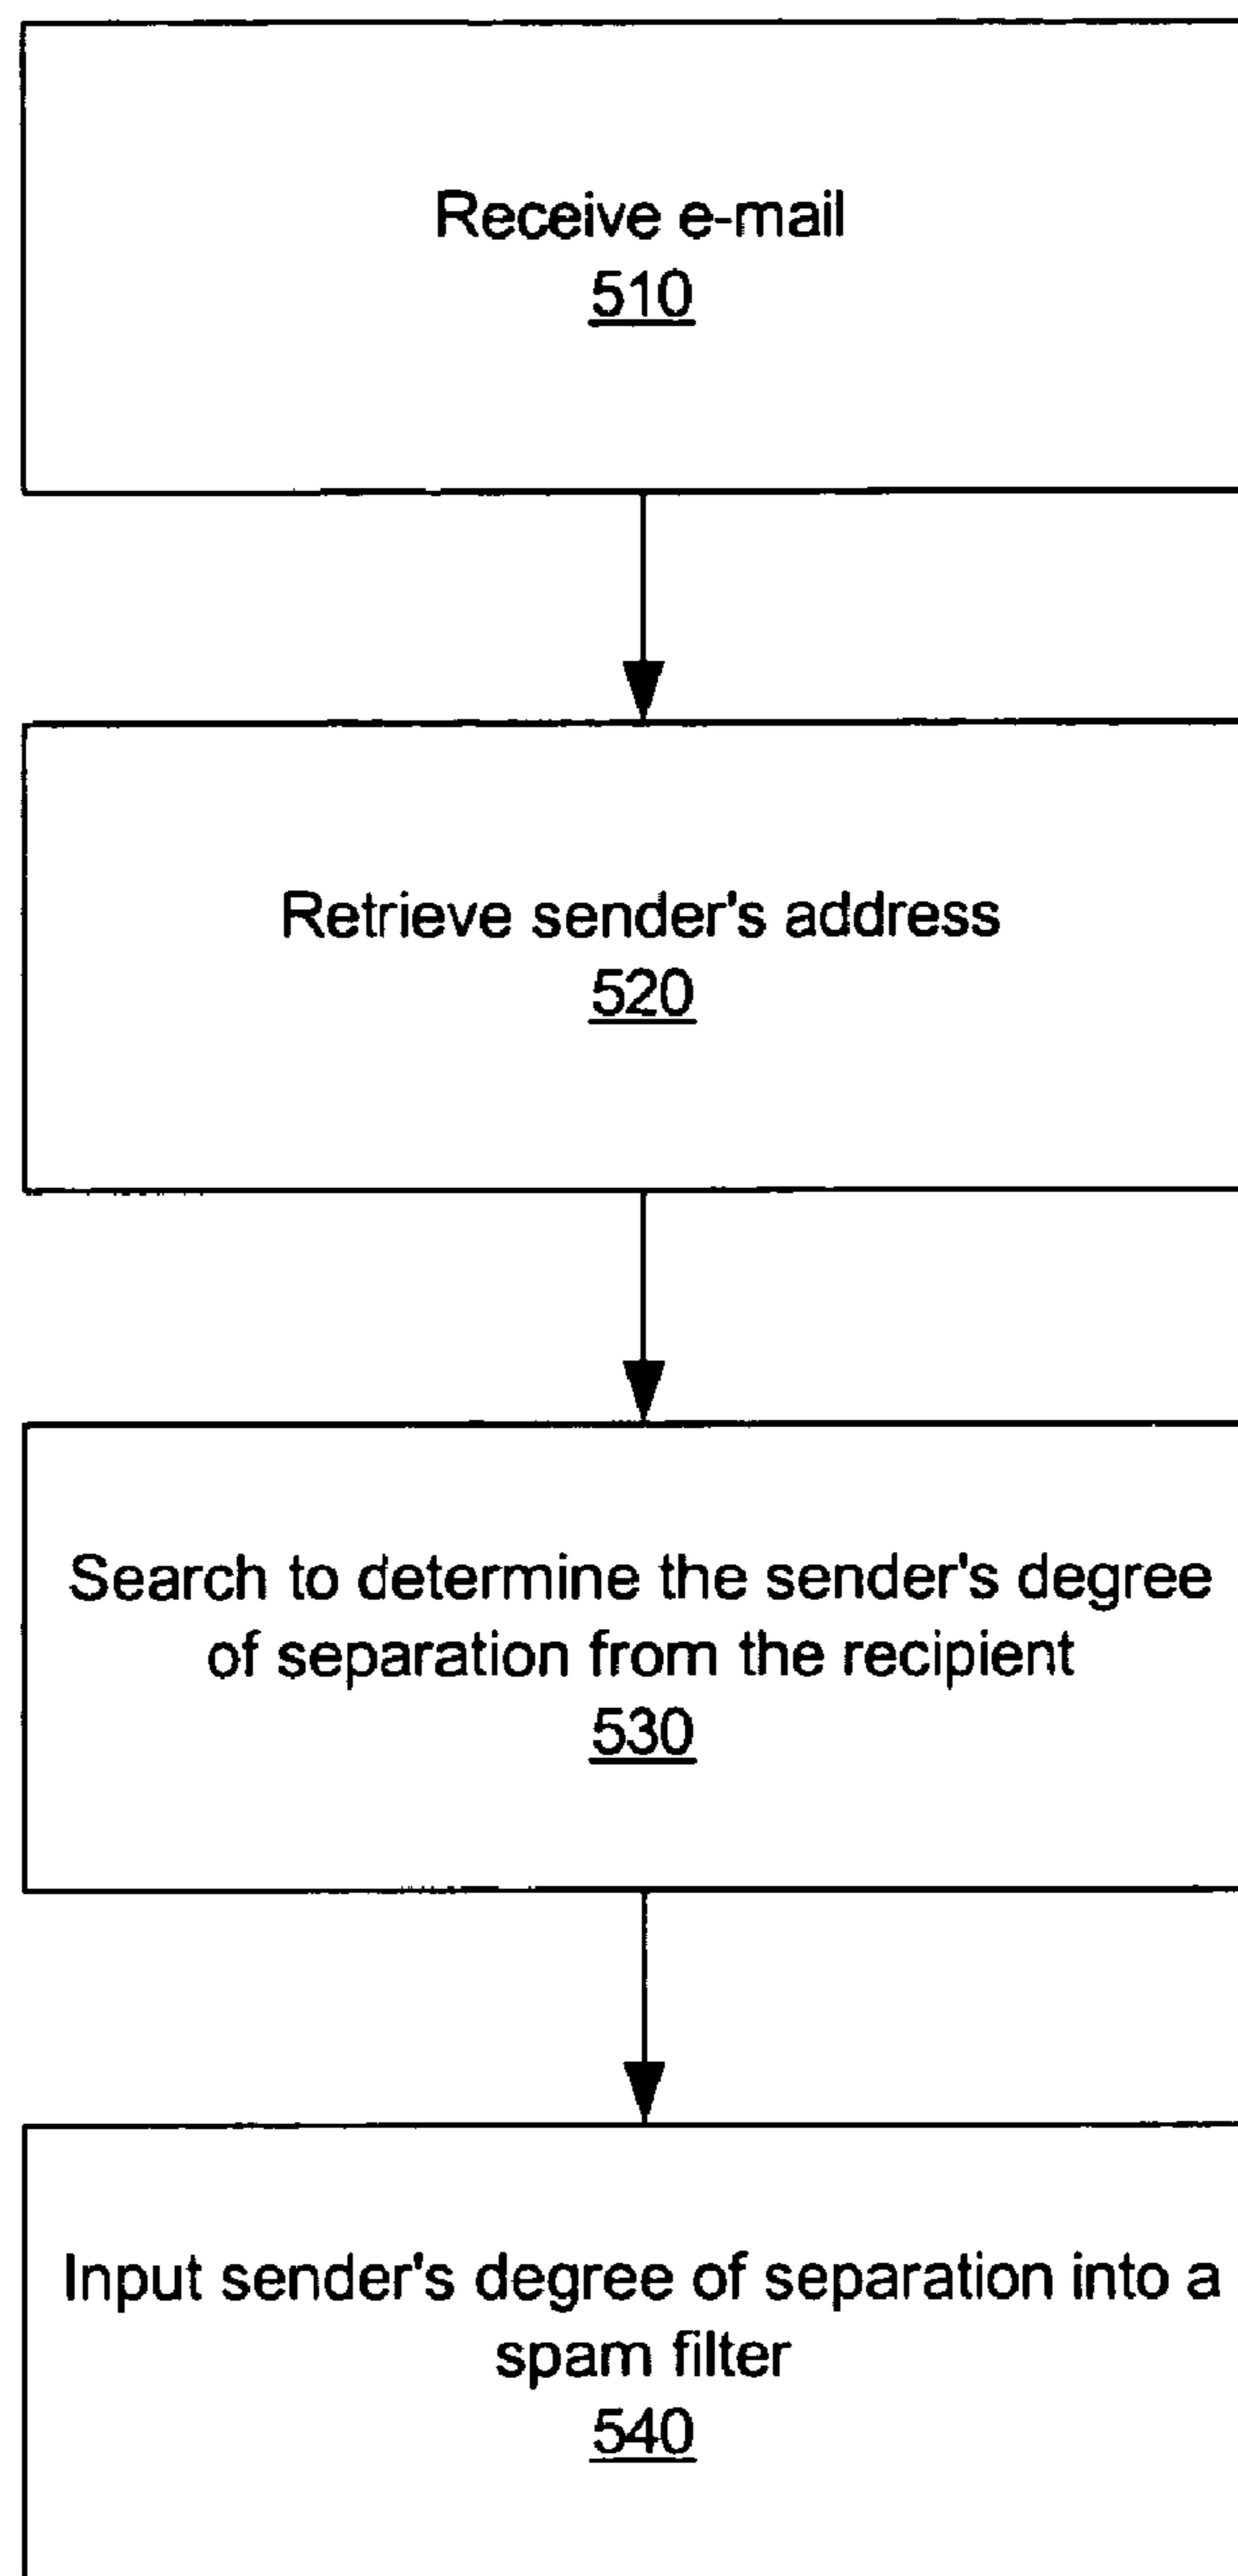 Receive e-mail
510
Retrieve sender's address
520
Search to determine the sender's degree
of separation from the recipient
530
Input sender's degree of separation into a
spam filter
540